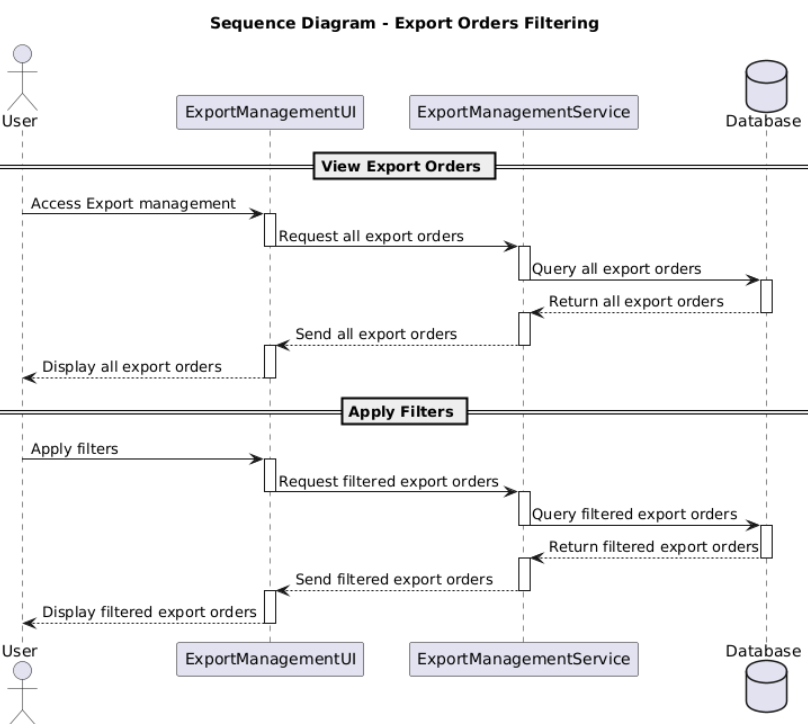 Sequence Diagram - Export Orders Filtering
User
ExportManagementUI
ExportManagementService
Database
View Export Orders
Access Export management
Request all export orders
Query all export orders
Return all export orders
Send all export orders
Display all export orders
Apply Filters
Apply filters
Request filtered export orders
Query filtered export orders
Return filtered export orders
Send filtered export orders
Display filtered export orders
User
ExportManagementUI
ExportManagementService
Database